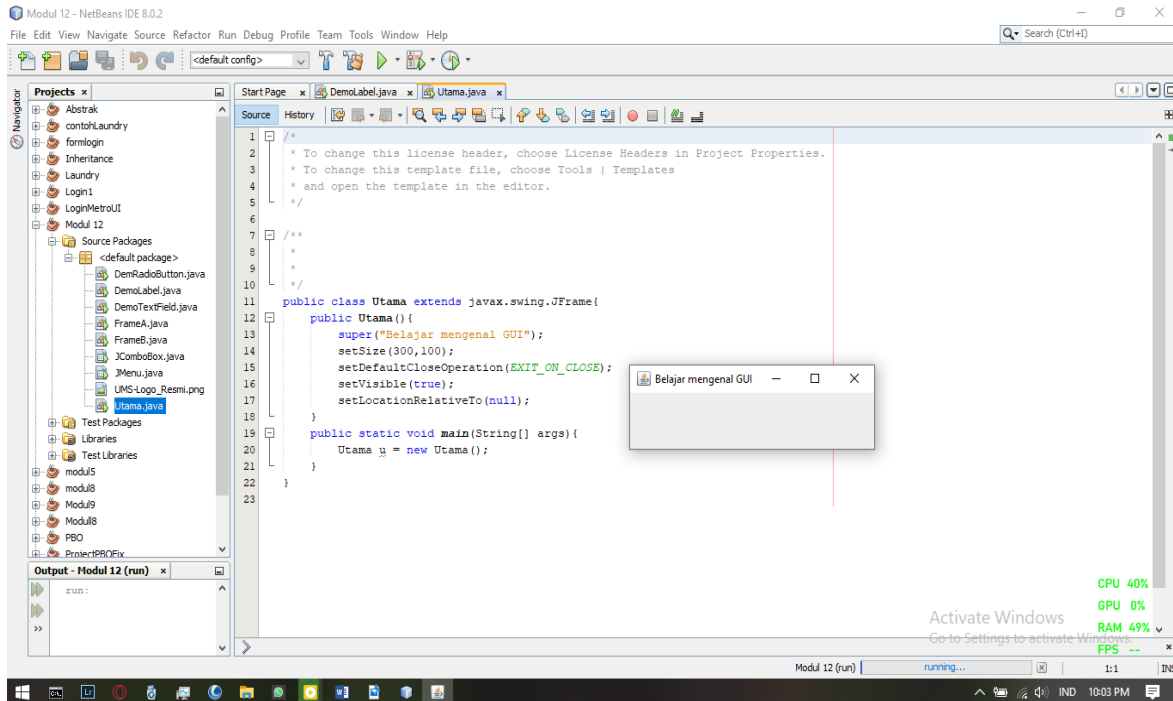 Modul 12 - NetBeans IDE 8.0.2
File Edit View Navigate Source Refactor Run Debug Profile Team Tools Window Help
Search (Ctrl+I)
<default config>
Navigator
Projects
Abstrak
contohLaundry
formlogin
Inheritance
Laundry
Login1
LoginMetroUI
Modul 12
Source Packages
<default package>
DemRadioButton.java
DemoLabel.java
DemoTextField.java
FrameA.java
FrameB.java
JComboBox.java
JMenu.java
UMS-Logo_Resmi.png
Utama.java
Test Packages
Libraries
Test Libraries
modul5
modul8
Modul9
Modull8
PBO
ProjectPBOFix
Start Page DemoLabel.java Utama.java
Source History
1 /*
2 * To change this license header, choose License Headers in Project Properties.
3 * To change this template file, choose Tools | Templates
4 * and open the template in the editor.
5 */
6
7 /**
8 *
9 *
10 */
11 public class Utama extends javax.swing.JFrame{
12 public Utama(){
13 super("Belajar mengenal GUI");
14 setSize(300,100);
15 setDefaultCloseOperation(EXIT_ON_CLOSE);
16 setVisible(true);
17 setLocationRelativeTo(null);
18 }
19 public static void main(String[] args){
20 Utama u = new Utama();
21 }
22 }
23
Belajar mengenal GUI
Output - Modul 12 (run)
run:
CPU 40%
GPU 0%
RAM 49%
FPS --
Activate Windows
Go to Settings to activate Windows.
Modul 12 (run) running... 1:1 INS
IND 10:03 PM